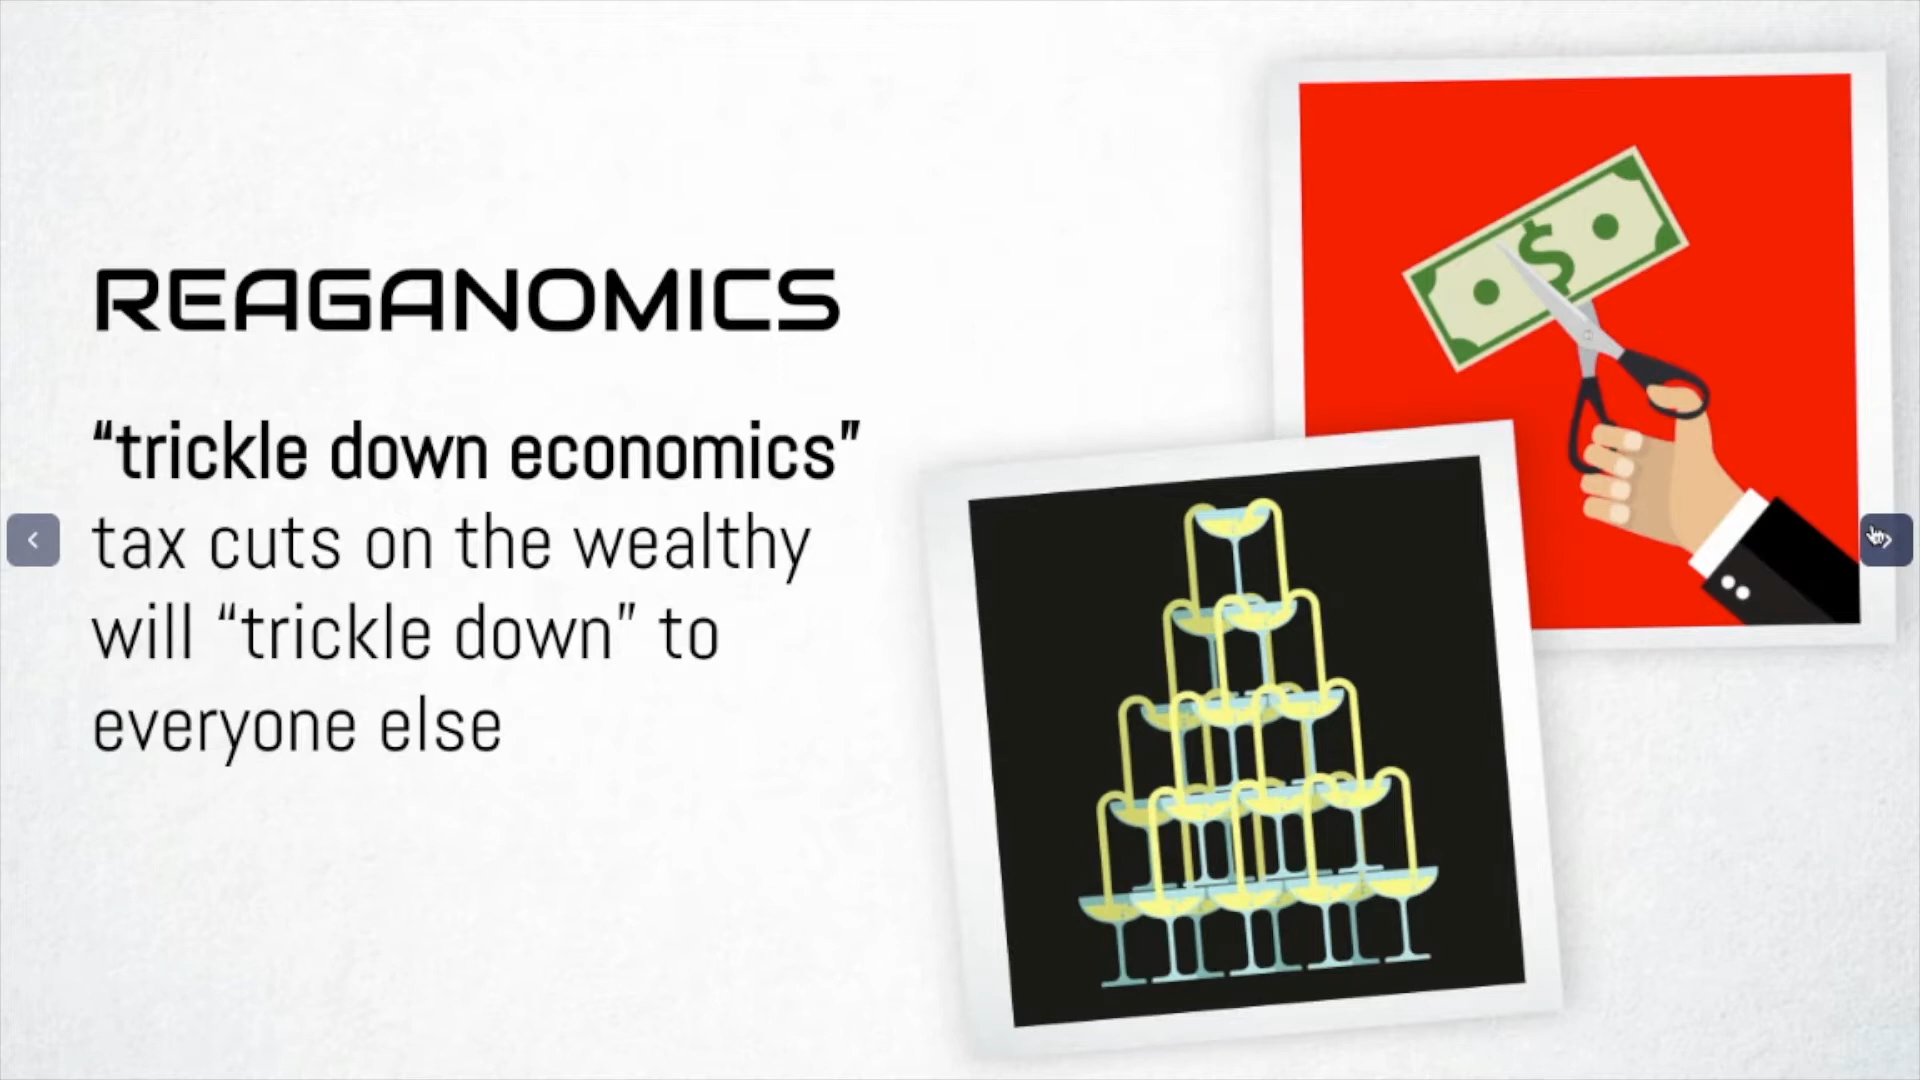 REAGANOMICS
“trickle down economics”
tax cuts on the wealthy
will “trickle down” to
everyone else
$